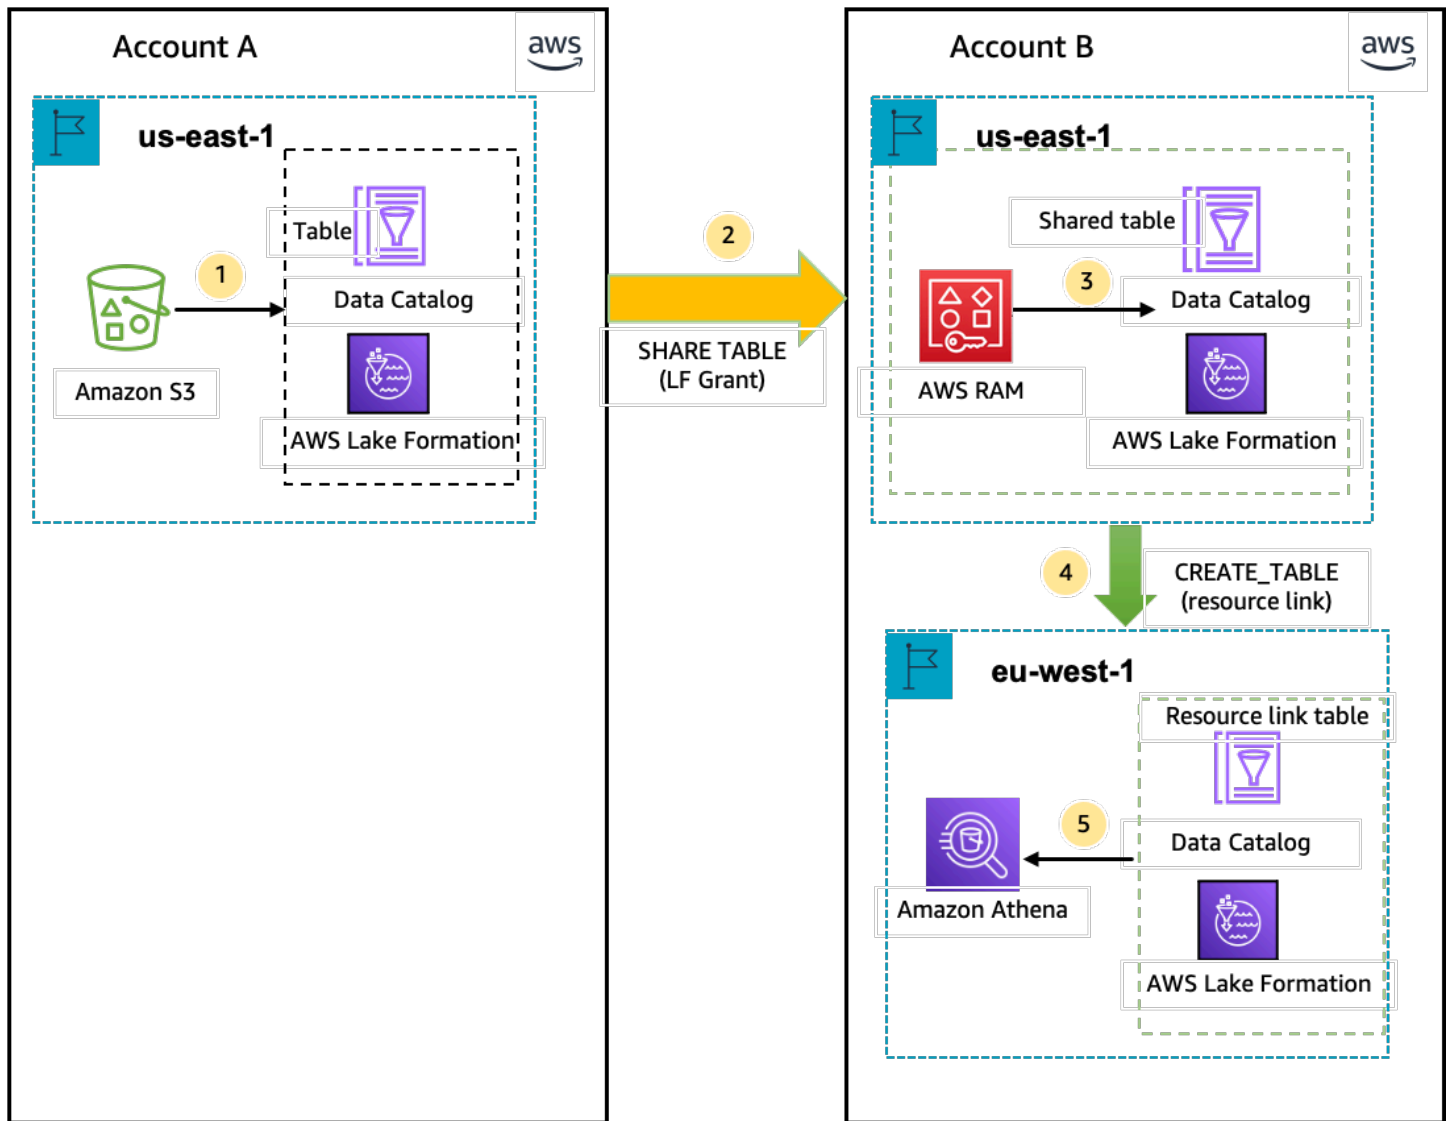 Account A
aws
us-east-1
Table
1
Data Catalog
Amazon S3
AWS Lake Formation
2
SHARE TABLE
(LF Grant)
Account B
aws
us-east-1
Shared table
3
Data Catalog
AWS RAM
AWS Lake Formation
4
CREATE_TABLE
(resource link)
eu-west-1
Resource link table
5
Data Catalog
Amazon Athena
AWS Lake Formation